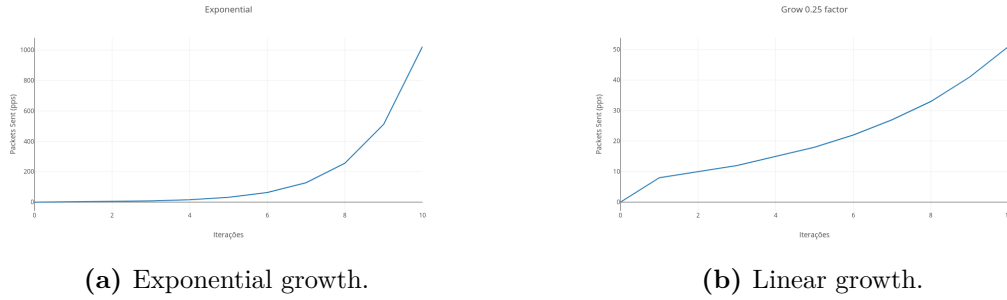 Exponential
Packets Sent (pps)
1000
800
600
400
200
0
0 2 4 6 8 10
Iterações
(a) Exponential growth.
Grow 0.25 factor
Packets Sent (pps)
50
40
30
20
10
0
0 2 4 6 8
Iterações
(b) Linear growth.